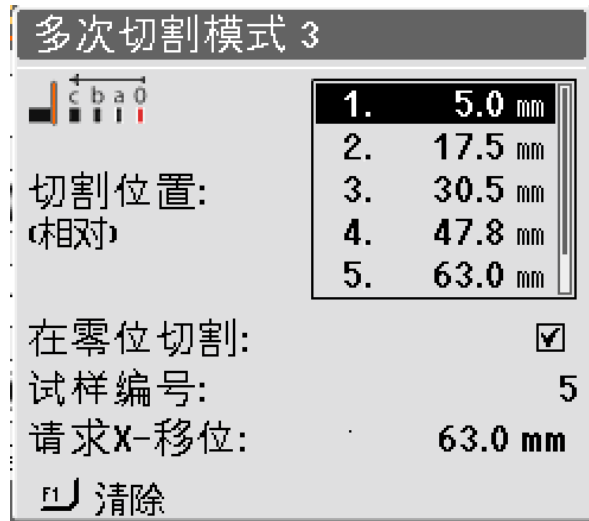 多次切割模式 3
c b a 0
1. 5.0 mm
2. 17.5 mm
切割位置:
3. 30.5 mm
(相对)
4. 47.8 mm
5. 63.0 mm
在零位切割:
试样编号: 5
请求X-移位: 63.0 mm
F1 清除